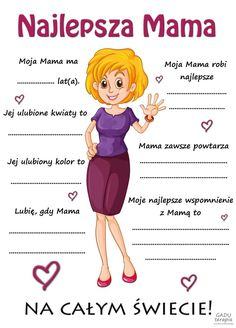 Najlepsza Mama
Moja Mama ma
.................... lat(a).
Jej ulubione kwiaty to
Jej ulubiony kolor to
Lubię, gdy Mama
Moja Mama robi
najlepsze
Mama zawsze powtarza
Moje najlepsze wspomnienie
z Mamą to
NA CAŁYM ŚWIECIE!
GADU
terapia